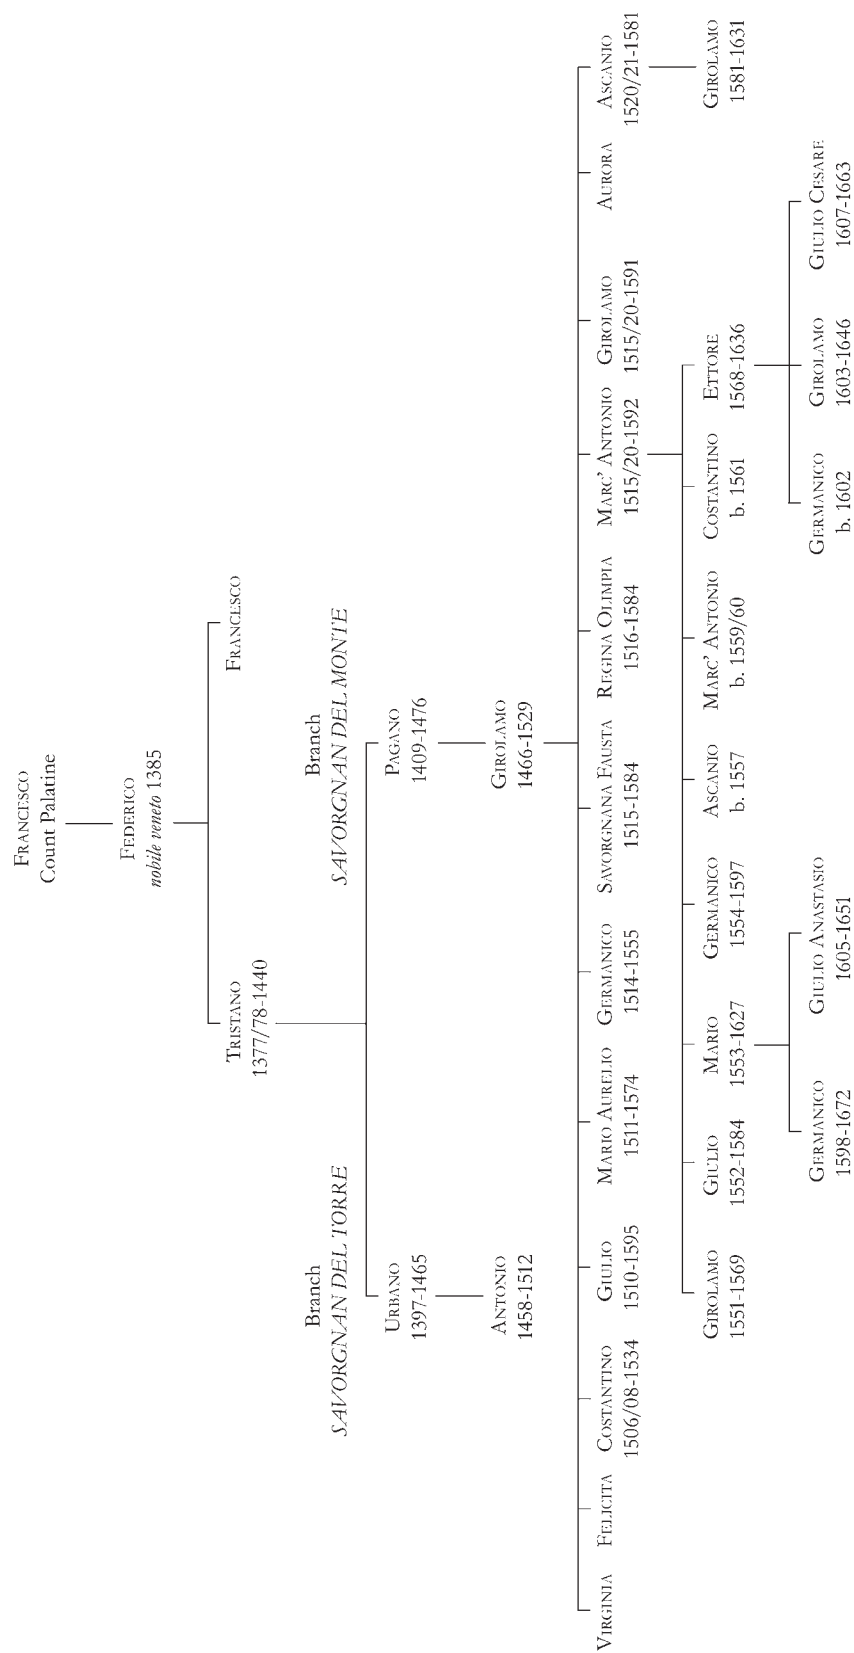 FRANCESCO
Count Palatine
FEDERICO
nobile veneto 1385
TRISTANO
1377/78-1440
FRANCESCO
Branch
SAVORGNAN DEL TORRE
Branch
SAVORGNAN DEL MONTE
URBANO
1397-1465
PAGANO
1409-1476
ANTONIO
1458-1512
GIROLAMO
1466-1529
VIRGINIA
FELICITA
COSTANTINO
1506/08-1534
GIULIO
1510-1595
MARIO AURELIO
1511-1574
GERMANICO
1514-1555
SAVORGNANA FAUSTA
1515-1584
REGINA OLIMPIA
1516-1584
MARC' ANTONIO
1515/20-1592
GIROLAMO
1515/20-1591
AURORA
ASCANIO
1520/21-1581
GIROLAMO
1551-1569
GIULIO
1552-1584
MARIO
1553-1627
GERMANICO
1554-1597
ASCANIO
b. 1557
MARC' ANTONIO
b. 1559/60
COSTANTINO
b. 1561
ETTORE
1568-1636
GIROLAMO
1581-1631
GERMANICO
1598-1672
GIULIO ANASTASIO
1605-1651
GERMANICO
b. 1602
GIROLAMO
1603-1646
GIULIO CESARE
1607-1663